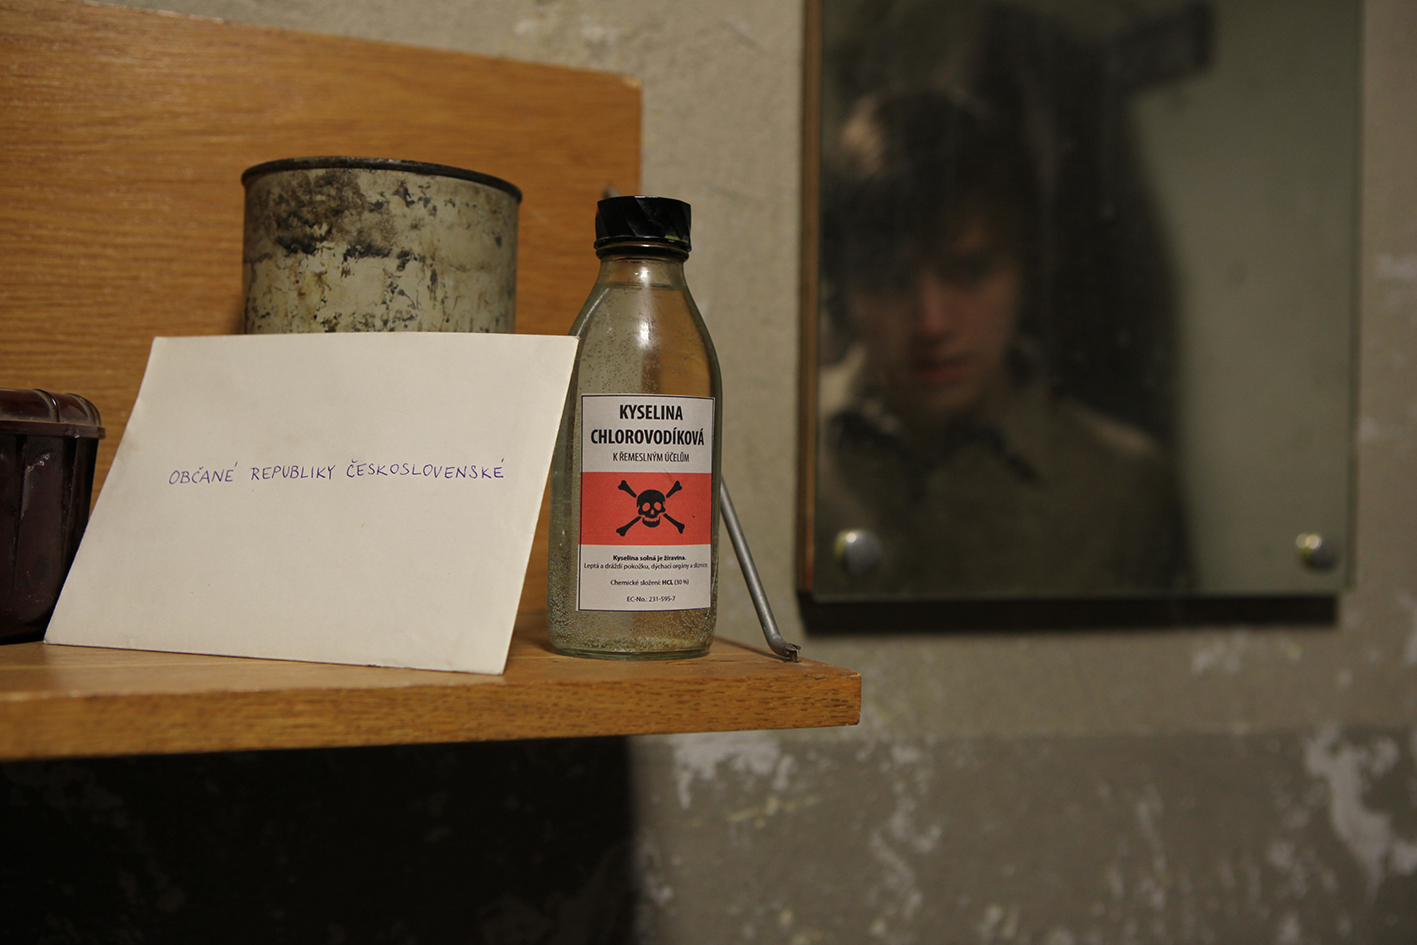 OBČANÉ REPUBLIKY ČESKOSLOVENSKÉ
KYSELINA
CHLOROVODÍKOVÁ
K ŘEMESLNÝM ÚČELŮM
Kyselina solná je žíravina.
Leptá a dráždí pokožku, dýchací orgány a sliznice.
Chemické složení: HCL (30 %)
EC-No.: 231-595-7